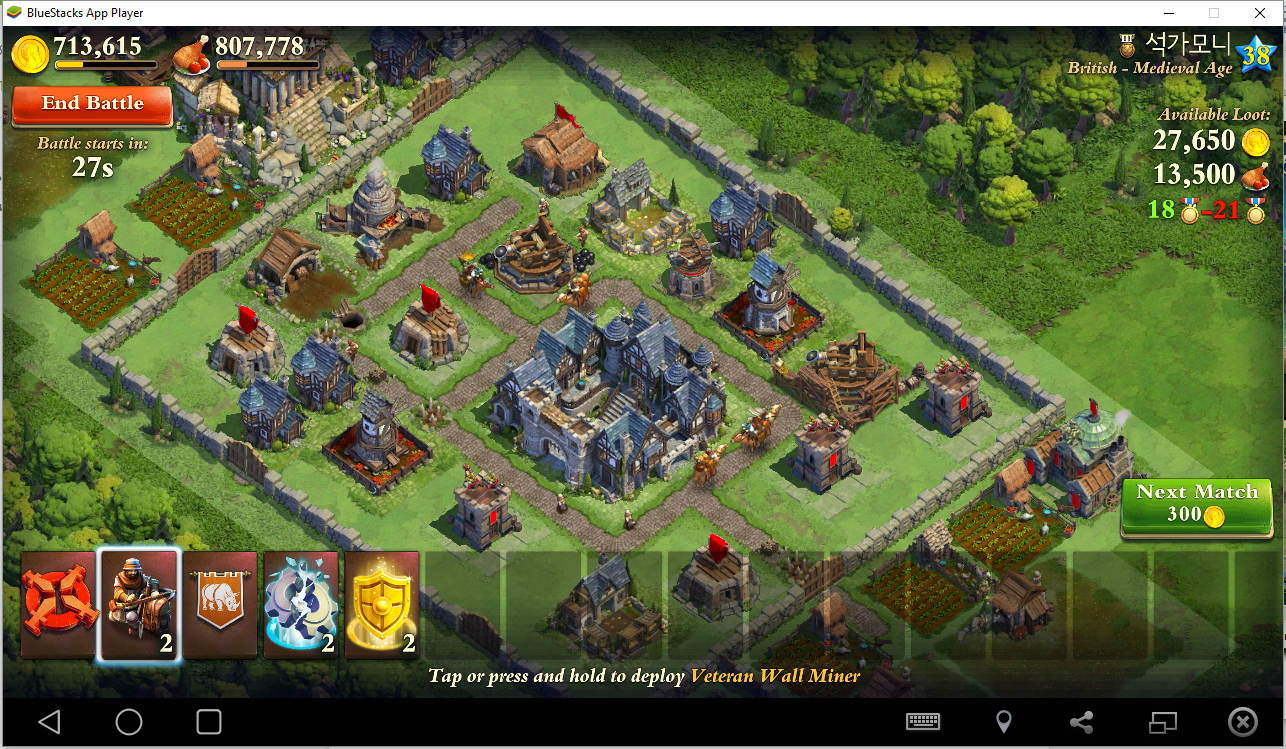 BlueStacks App Player
713,615
807,778
석가모니
38
British - Medieval Age
End Battle
Battle starts in:
27s
Available Loot:
27,650
13,500
18 -21
Next Match
300
2
2
2
Tap or press and hold to deploy Veteran Wall Miner